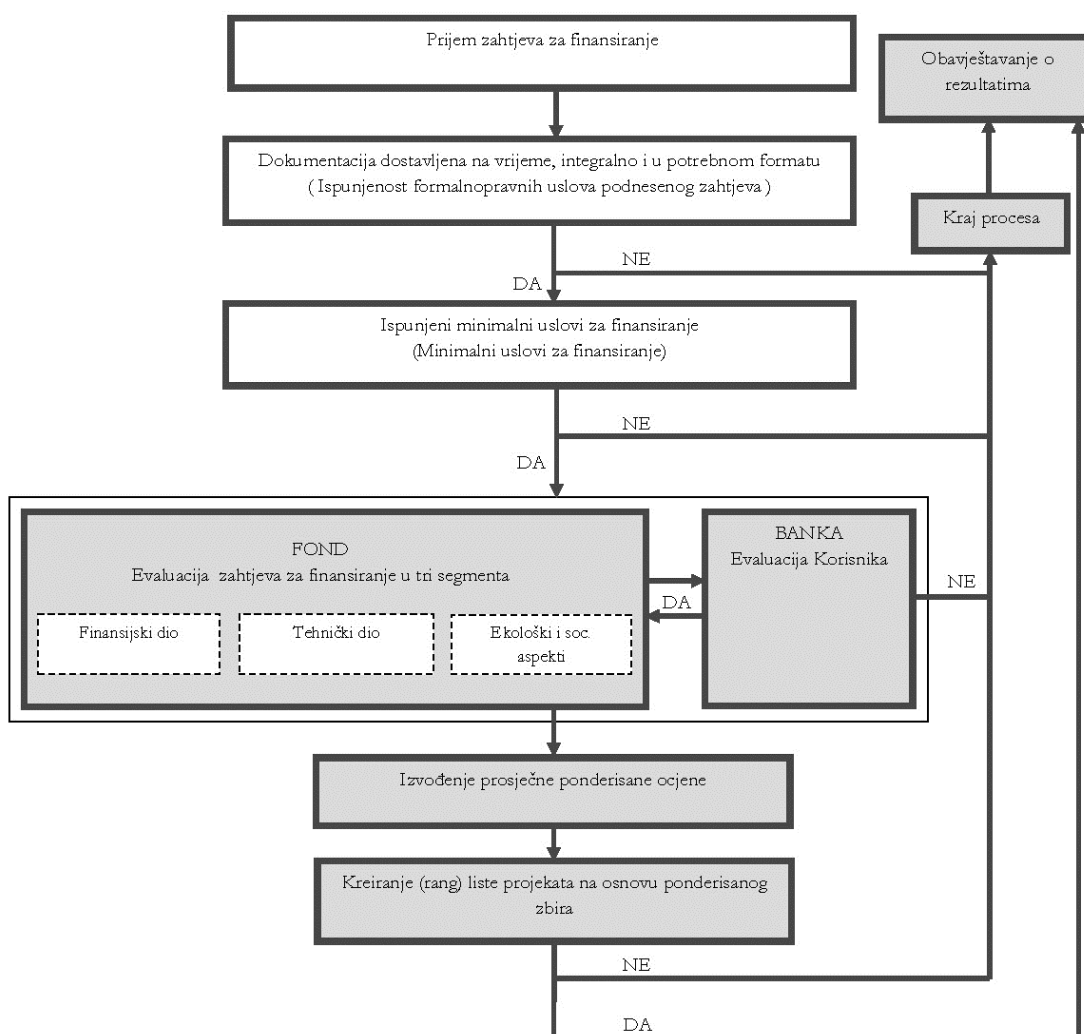 Prijem zahtjeva za finansiranje
Obavještavanje o
rezultatima
Dokumentacija dostavljena na vrijeme, integralno i u potrebnom formatu
( Ispunjenost formalnopravnih uslova podnesenog zahtjeva )
Kraj procesa
NE
DA
Ispunjeni minimalni uslovi za finansiranje
(Minimalni uslovi za finansiranje)
NE
DA
FOND
Evaluacija zahtjeva za finansiranje u tri segmenta
Finansijski dio
Tehnički dio
Ekološki i soc.
aspekti
DA
BANKA
Evaluacija Korisnika
NE
Izvođenje prosječne ponderisane ocjene
Kreiranje (rang) liste projekata na osnovu ponderisanog
zbira
NE
DA